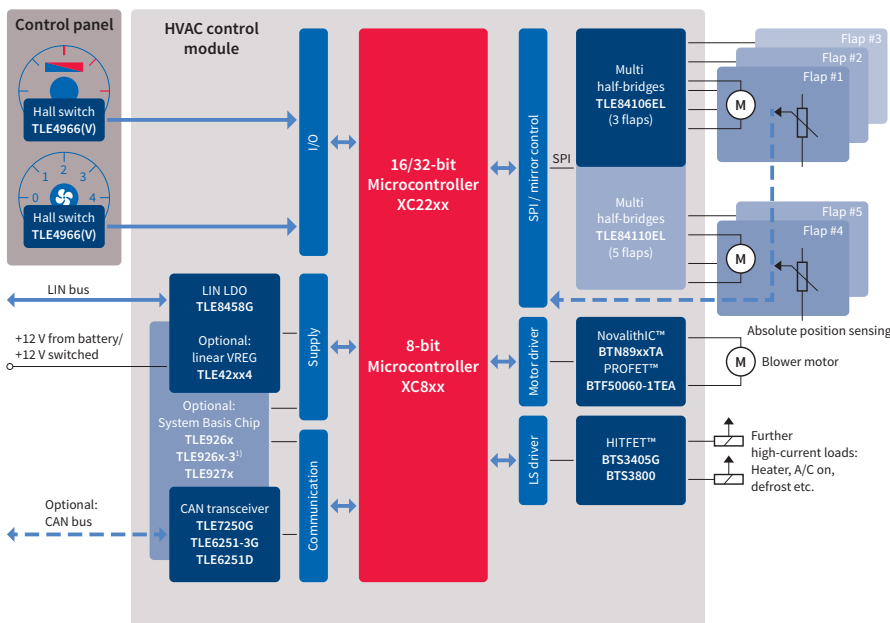 Control panel
Hall switch
TLE4966(V)
0
1
2
3
4
Hall switch
TLE4966(V)
HVAC control
module
I/O
16/32-bit
Microcontroller
XC22xx
8-bit
Microcontroller
XC8xx
SPI / mirror control
SPI
Multi
half-bridges
TLE84106EL
(3 flaps)
Multi
half-bridges
TLE84110EL
(5 flaps)
Flap #3
Flap #2
Flap #1
M
Flap #5
Flap #4
M
Absolute position sensing
LIN bus
LIN LDO
TLE8458G
+12 V from battery/
+12 V switched
Optional:
linear VREG
TLE42xx4
Supply
Optional:
System Basis Chip
TLE926x
TLE926x-3¹⁾
TLE927x
Optional:
CAN bus
CAN transceiver
TLE7250G
TLE6251-3G
TLE6251D
Communication
Motor driver
NovalithIC™
BTN89xxTA
PROFET™
BTF50060-1TEA
M
Blower motor
LS driver
HITFET™
BTS3405G
BTS3800
Further
high-current loads:
Heater, A/C on,
defrost etc.